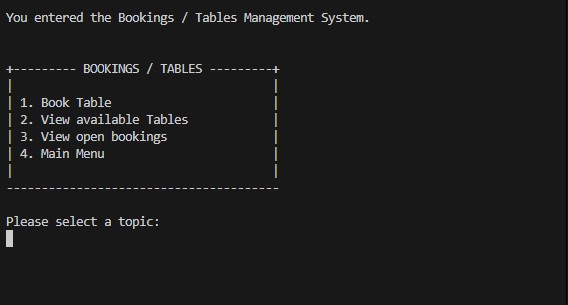 You entered the Bookings / Tables Management System.
+--------- BOOKINGS / TABLES ---------+
|                                     |
| 1. Book Table                       |
| 2. View available Tables            |
| 3. View open bookings               |
| 4. Main Menu                        |
|                                     |
---------------------------------------
Please select a topic: